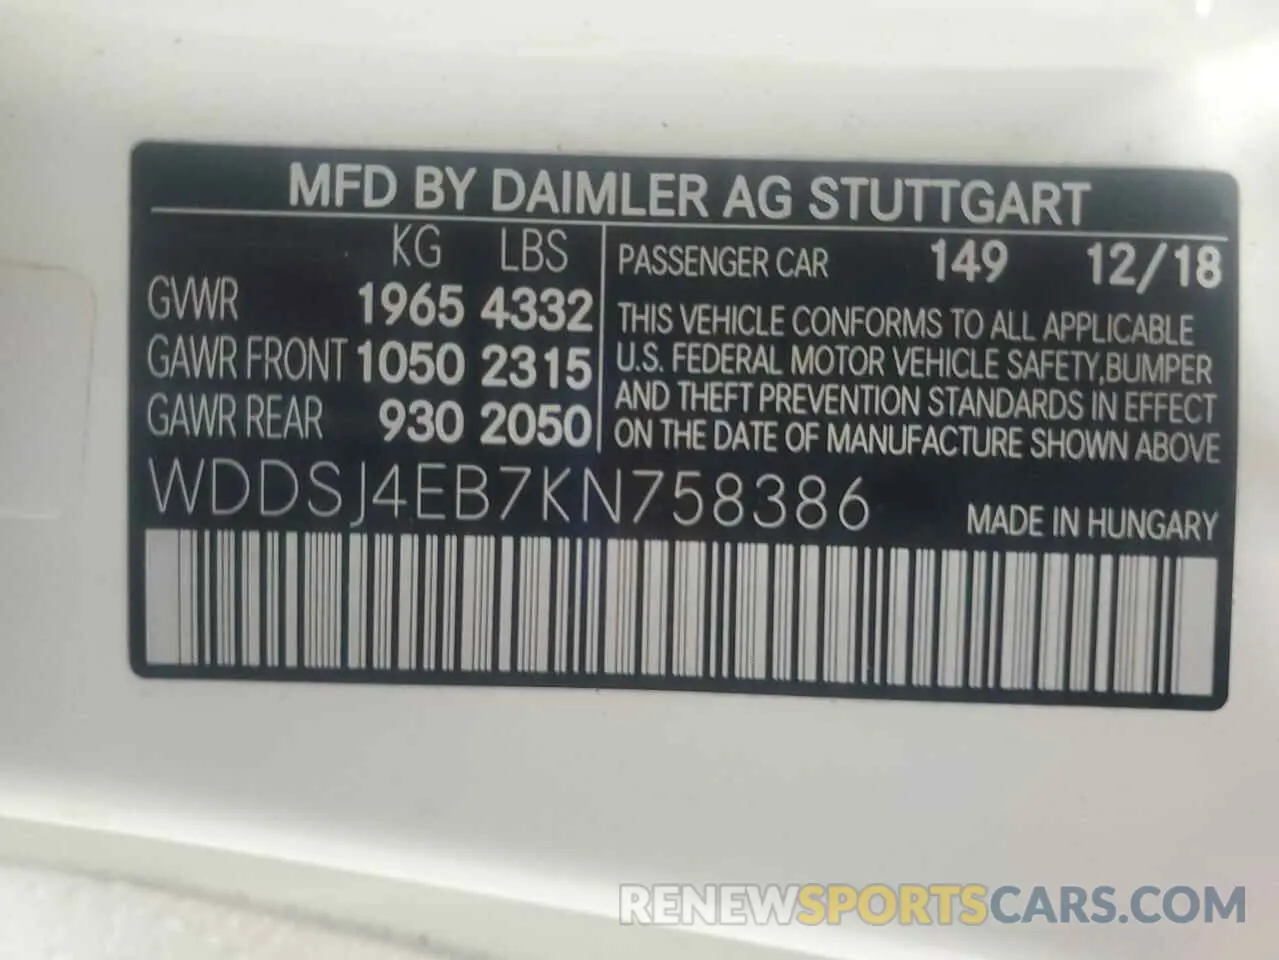 MFD BY DAIMLER AG STUTTGART
KG LBS
GVWR 1965 4332
GAWR FRONT 1050 2315
GAWR REAR 930 2050
PASSENGER CAR 149 12/18
THIS VEHICLE CONFORMS TO ALL APPLICABLE
U.S. FEDERAL MOTOR VEHICLE SAFETY,BUMPER
AND THEFT PREVENTION STANDARDS IN EFFECT
ON THE DATE OF MANUFACTURE SHOWN ABOVE
WDDSJ4EB7KN758386
MADE IN HUNGARY
RENEWSPORTSCARS.COM